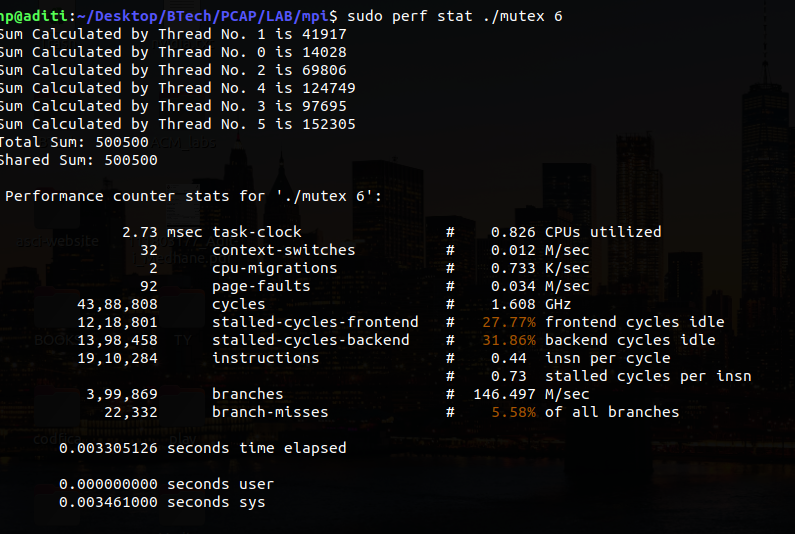 np@aditi:~/Desktop/BTech/PCAP/LAB/mpi$ sudo perf stat ./mutex 6
Sum Calculated by Thread No. 1 is 41917
Sum Calculated by Thread No. 0 is 14028
Sum Calculated by Thread No. 2 is 69806
Sum Calculated by Thread No. 4 is 124749
Sum Calculated by Thread No. 3 is 97695
Sum Calculated by Thread No. 5 is 152305
Total Sum: 500500
Shared Sum: 500500
Performance counter stats for './mutex 6':
2.73 msec task-clock # 0.826 CPUs utilized
32 context-switches # 0.012 M/sec
2 cpu-migrations # 0.733 K/sec
92 page-faults # 0.034 M/sec
43,88,808 cycles # 1.608 GHz
12,18,801 stalled-cycles-frontend # 27.77% frontend cycles idle
13,98,458 stalled-cycles-backend # 31.86% backend cycles idle
19,10,284 instructions # 0.44 insn per cycle
# 0.73 stalled cycles per insn
3,99,869 branches # 146.497 M/sec
22,332 branch-misses # 5.58% of all branches
0.003305126 seconds time elapsed
0.000000000 seconds user
0.003461000 seconds sys